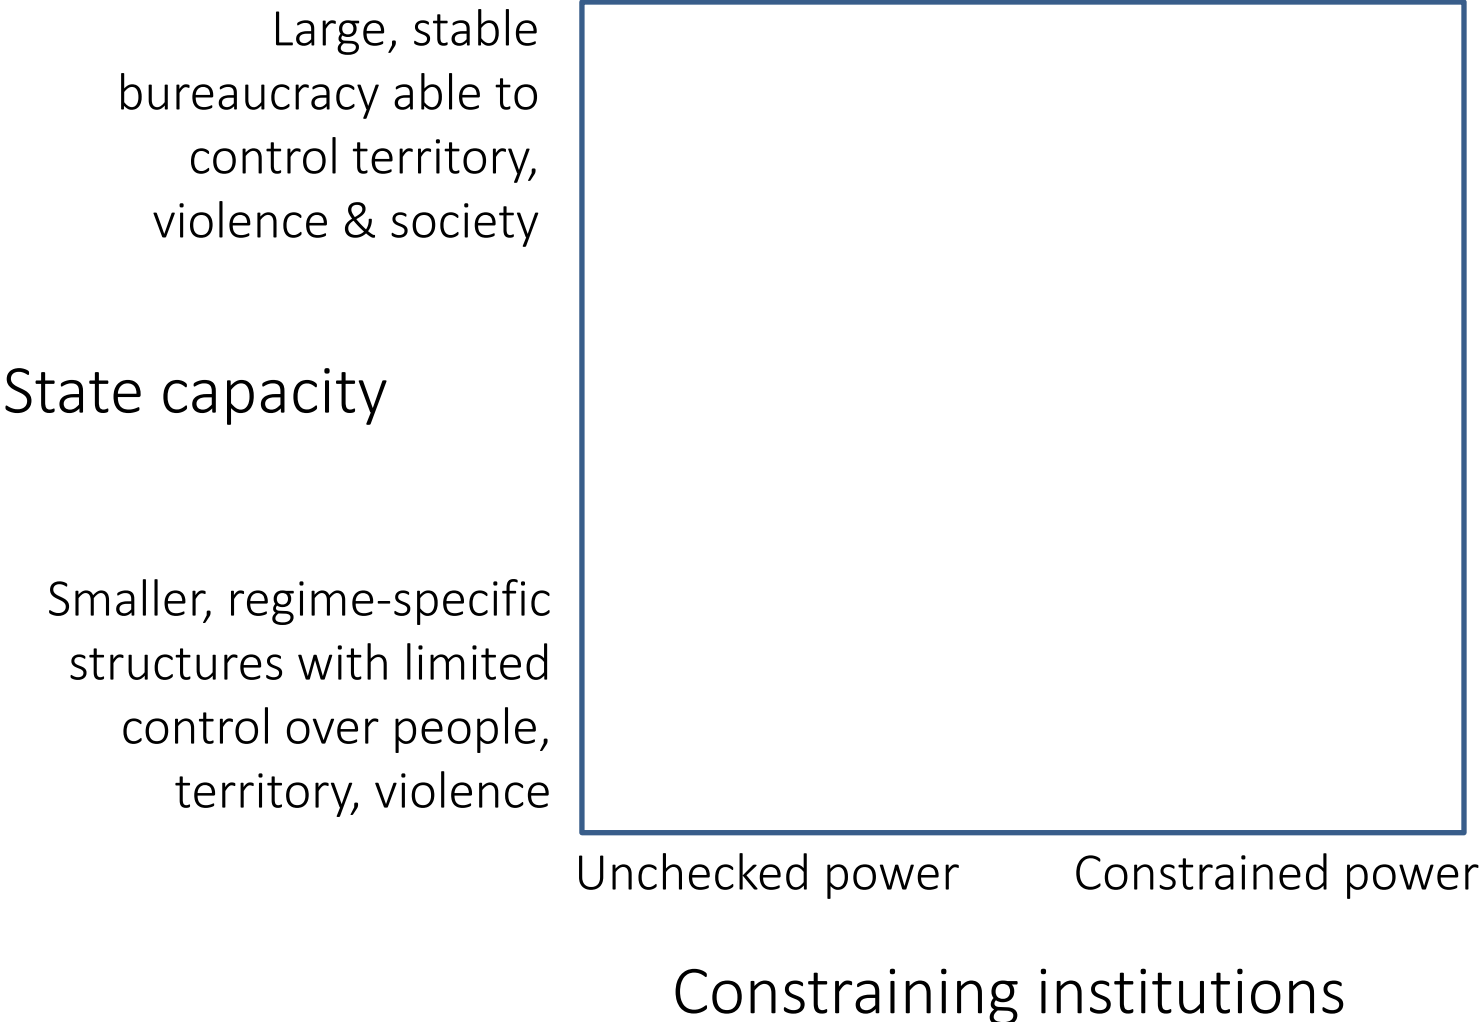 Large, stable
bureaucracy able to
control territory,
violence & society
State capacity
Smaller, regime-specific
structures with limited
control over people,
territory, violence
Unchecked power
Constrained power
Constraining institutions